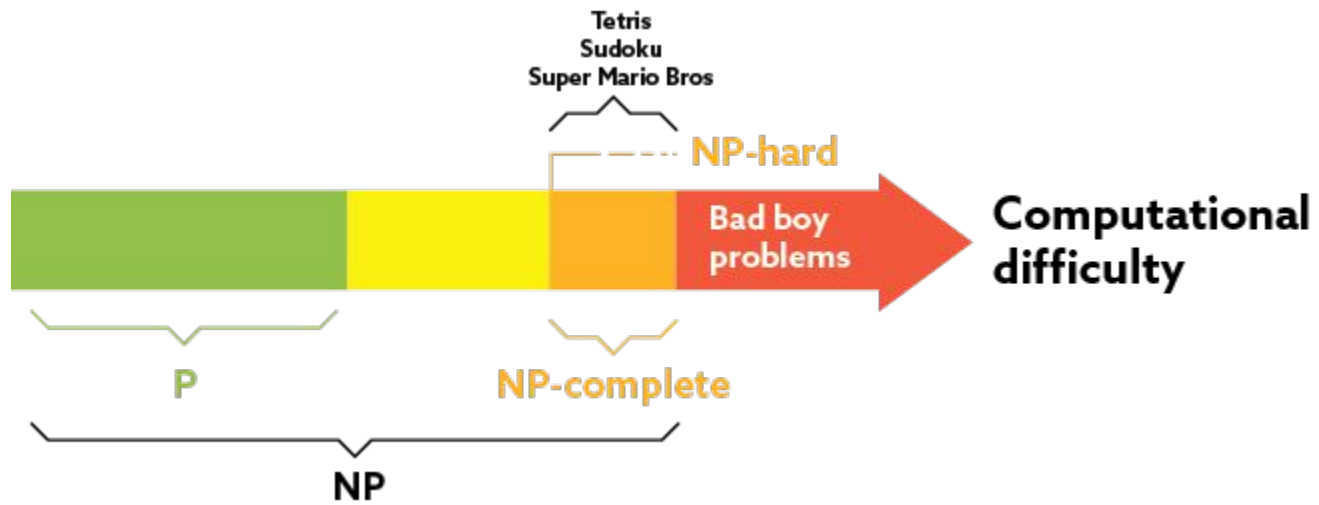 Tetris
Sudoku
Super Mario Bros
NP-hard
Bad boy
problems
Computational
difficulty
P
NP-complete
NP